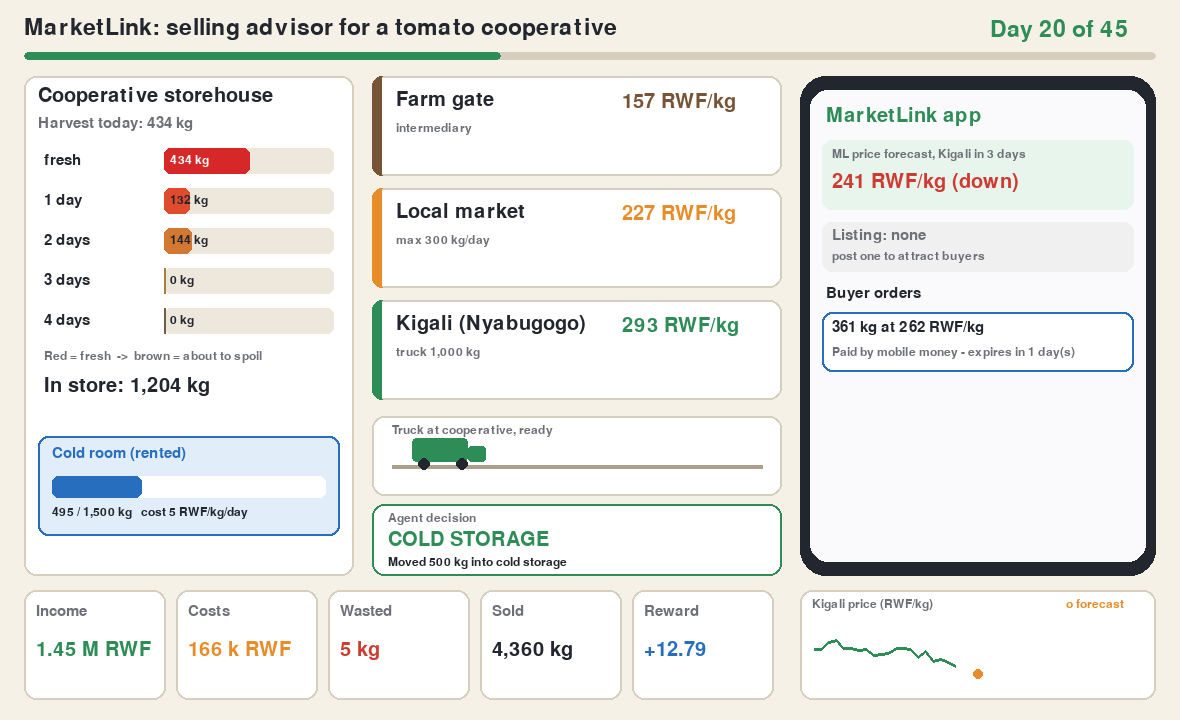 MarketLink: selling advisor for a tomato cooperative
Day 20 of 45
Cooperative storehouse
Harvest today: 434 kg
fresh
434 kg
1 day
132 kg
2 days
144 kg
3 days
0 kg
4 days
0 kg
Red = fresh -> brown = about to spoil
In store: 1,204 kg
Cold room (rented)
495 / 1,500 kg cost 5 RWF/kg/day
Farm gate
157 RWF/kg
intermediary
Local market
227 RWF/kg
max 300 kg/day
Kigali (Nyabugogo)
293 RWF/kg
truck 1,000 kg
Truck at cooperative, ready
Agent decision
COLD STORAGE
Moved 500 kg into cold storage
MarketLink app
ML price forecast, Kigali in 3 days
241 RWF/kg (down)
Listing: none
post one to attract buyers
Buyer orders
361 kg at 262 RWF/kg
Paid by mobile money - expires in 1 day(s)
Income
1.45 M RWF
Costs
166 k RWF
Wasted
5 kg
Sold
4,360 kg
Reward
+12.79
Kigali price (RWF/kg)
o forecast